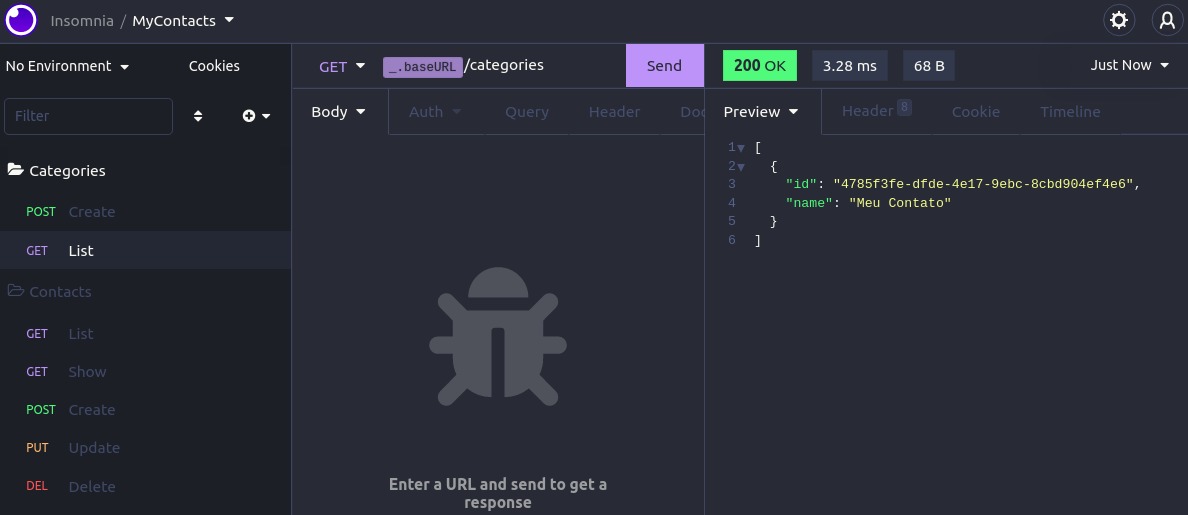 Insomnia / MyContacts
No Environment
Cookies
GET
_.baseURL/categories
Send
200 OK
3.28 ms
68 B
Just Now
Filter
Body
Auth
Query
Header
Doc
Preview
Header 8
Cookie
Timeline
Categories
POST Create
GET List
Contacts
GET List
GET Show
POST Create
PUT Update
DEL Delete
Enter a URL and send to get a
response
1 [
2 {
3 "id": "4785f3fe-dfde-4e17-9ebc-8cbd904ef4e6",
4 "name": "Meu Contato"
5 }
6 ]